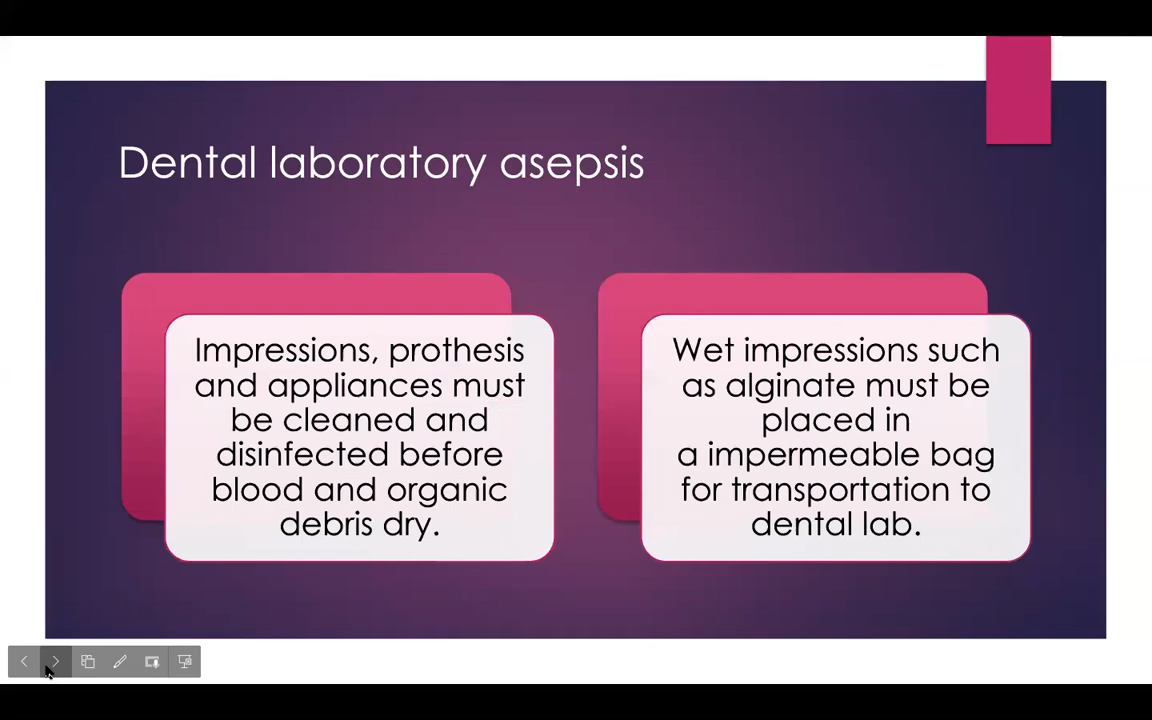 Dental laboratory asepsis
Impressions, prothesis
and appliances must
be cleaned and
disinfected before
blood and organic
debris dry.
Wet impressions such
as alginate must be
placed in
a impermeable bag
for transportation to
dental lab.